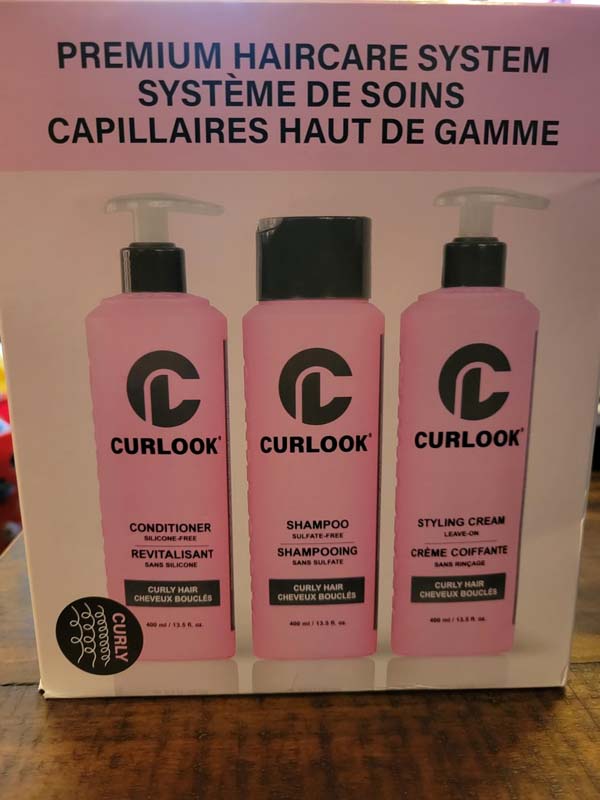 PREMIUM HAIRCARE SYSTEM
SYSTÈME DE SOINS
CAPILLAIRES HAUT DE GAMME
CURLOOK®
CONDITIONER
SILICONE-FREE
REVITALISANT
SANS SILICONE
CURLY HAIR
CHEVEUX BOUCLÉS
400 ml / 13.5 fl. oz.
CURLOOK®
SHAMPOO
SULFATE-FREE
SHAMPOOING
SANS SULFATE
CURLY HAIR
CHEVEUX BOUCLÉS
400 ml / 13.5 fl. oz.
CURLOOK®
STYLING CREAM
LEAVE-ON
CRÈME COIFFANTE
SANS RINÇAGE
CURLY HAIR
CHEVEUX BOUCLÉS
400 ml / 13.5 fl. oz.
CURLY